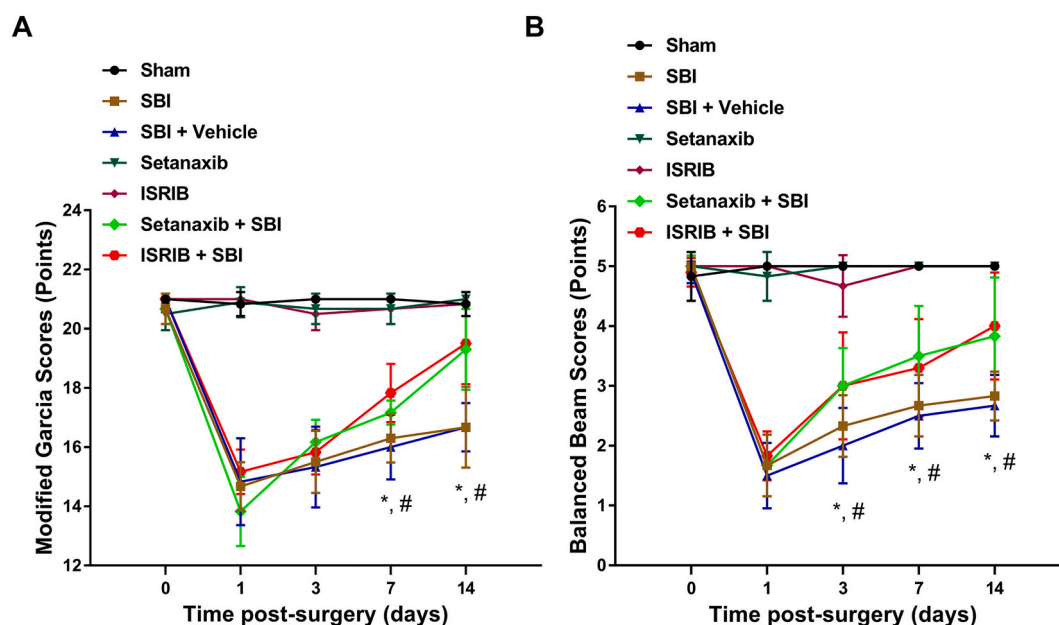 A
Sham
SBI
SBI + Vehicle
Setanaxib
ISRIB
Setanaxib + SBI
ISRIB + SBI
Modified Garcia Scores (Points)
24
22
20
18
16
14
12
*, #
*, #
0
1
3
7
14
Time post-surgery (days)
B
Sham
SBI
SBI + Vehicle
Setanaxib
ISRIB
Setanaxib + SBI
ISRIB + SBI
Balanced Beam Scores (Points)
6
5
4
3
2
1
0
*, #
*, #
*, #
0
1
3
7
14
Time post-surgery (days)